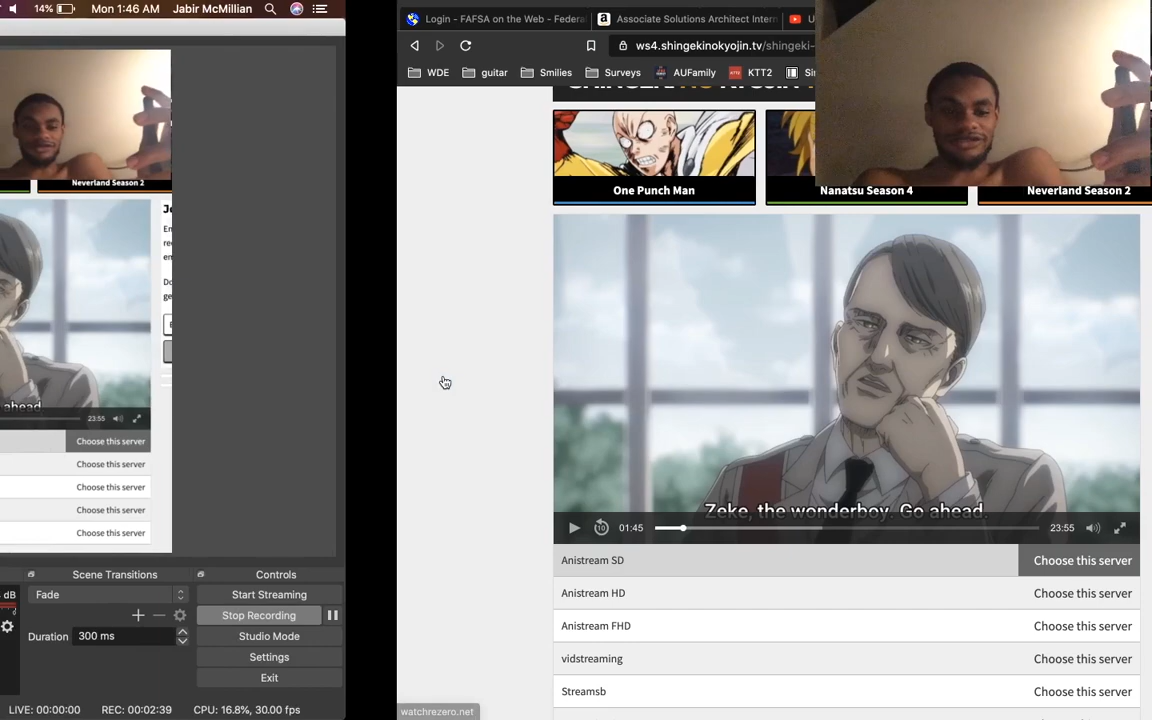 14% Mon 1:46 AM Jabir McMillian
Neverland Season 2
ahead
23:55
Choose this server
Choose this server
Choose this server
Choose this server
Choose this server
Scene Transitions
Controls
dB
Fade
Duration 300 ms
Start Streaming
Stop Recording
Studio Mode
Settings
Exit
LIVE: 00:00:00 REC: 00:02:39 CPU: 16.8%, 30.00 fps
Login - FAFSA on the Web - Federa
Associate Solutions Architect Intern
ws4.shingekinokyojin.tv/shingeki-
WDE guitar Smilies Surveys AUFamily KTT2
One Punch Man
Nanatsu Season 4
Neverland Season 2
Zeke, the wonderboy. Go ahead.
10
01:45
23:55
Anistream SD Choose this server
Anistream HD Choose this server
Anistream FHD Choose this server
vidstreaming Choose this server
Streamsb Choose this server
watchrezero.net